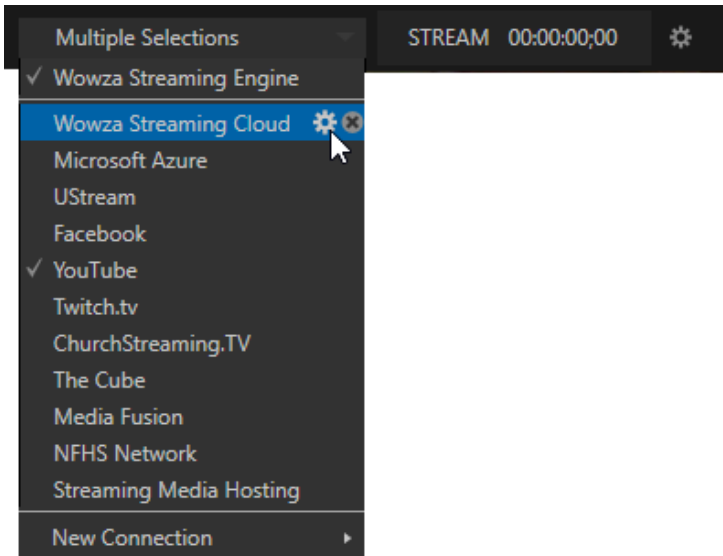 Multiple Selections STREAM 00:00:00;00
✓ Wowza Streaming Engine
Wowza Streaming Cloud
Microsoft Azure
UStream
Facebook
✓ YouTube
Twitch.tv
ChurchStreaming.TV
The Cube
Media Fusion
NFHS Network
Streaming Media Hosting
New Connection